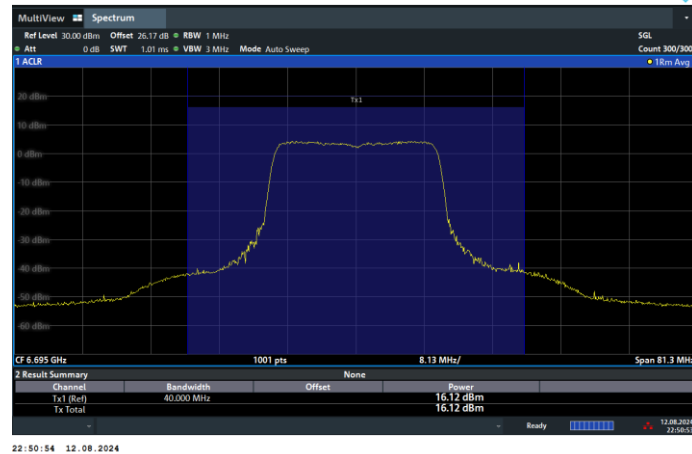 MultiView Spectrum
Ref Level 30.00 dBm Offset 26.17 dB RBW 1 MHz SGL
Att 0 dB SWT 1.01 ms VBW 3 MHz Mode Auto Sweep Count 300/300
1 ACLR 1Rm Avg
Tx1
20 dBm
10 dBm
0 dBm
-10 dBm
-20 dBm
-30 dBm
-40 dBm
-50 dBm
-60 dBm
CF 6.695 GHz 1001 pts 8.13 MHz/ Span 81.3 MHz
2 Result Summary None
Channel Bandwidth Offset Power
Tx1 (Ref) 40.000 MHz 16.12 dBm
Tx Total 16.12 dBm
Ready 12.08.2024
22:50:53
22:50:54 12.08.2024